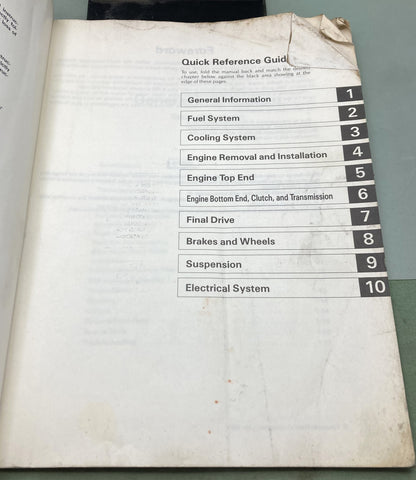 Quick Reference Guid
To use, fold the manual back and match the desired
chapter below against the black area showing at the
edge of these pages.
General Information 1
Fuel System 2
Cooling System 3
Engine Removal and Installation 4
Engine Top End 5
Engine Bottom End, Clutch, and Transmission 6
Final Drive 7
Brakes and Wheels 8
Suspension 9
Electrical System 10